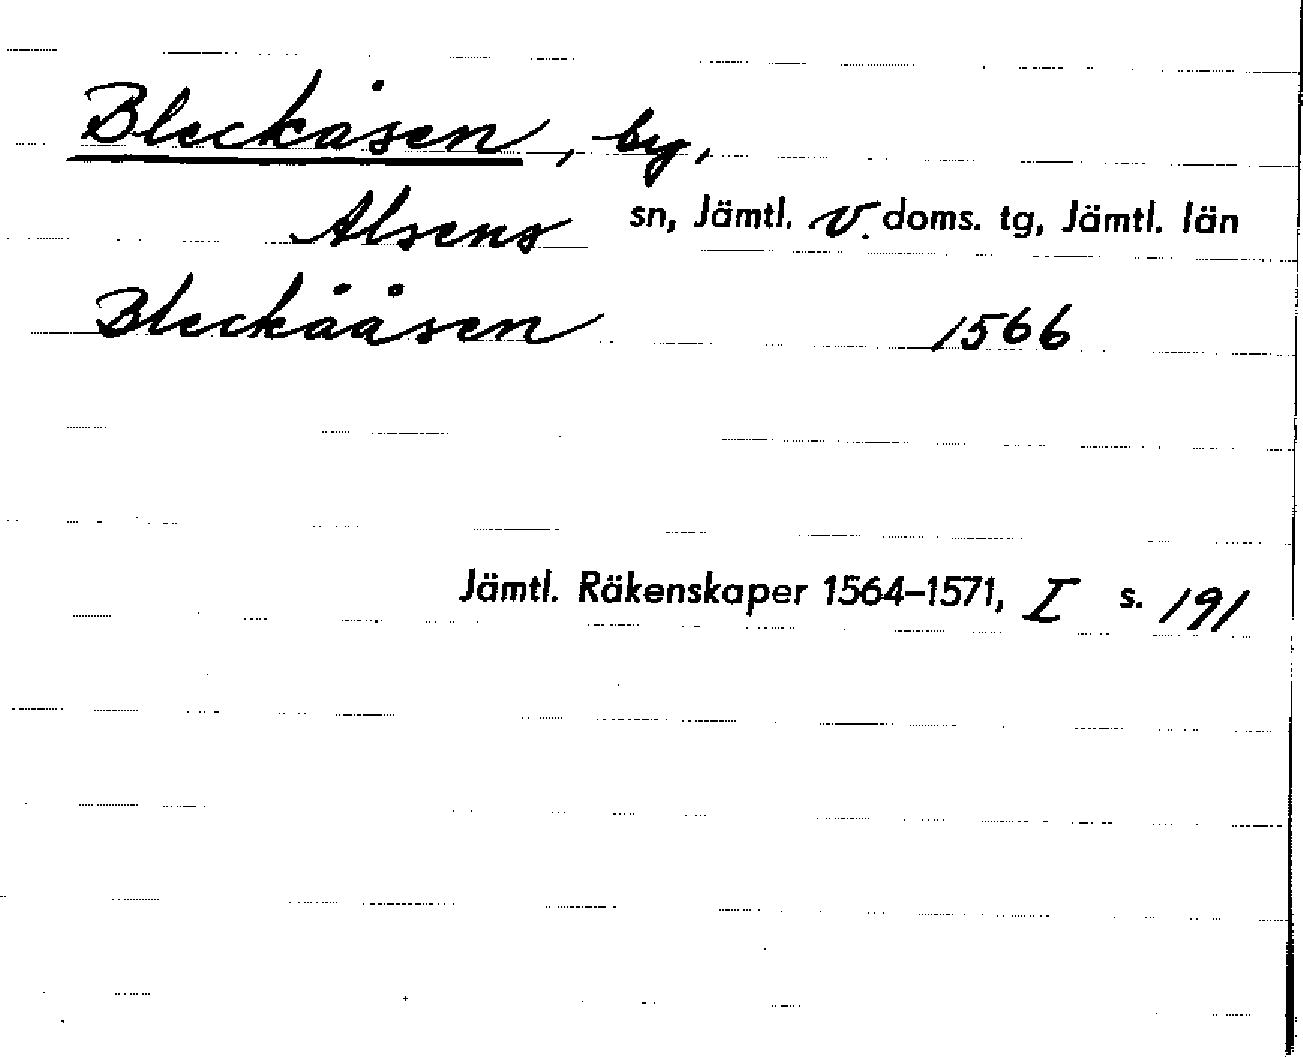 Bleckåsen, by,
Alsens sn, Jämtl. v. doms. tg, Jämtl. län
Bleckååsen 1566
Jämtl. Räkenskaper 1564–1571, I s. 191